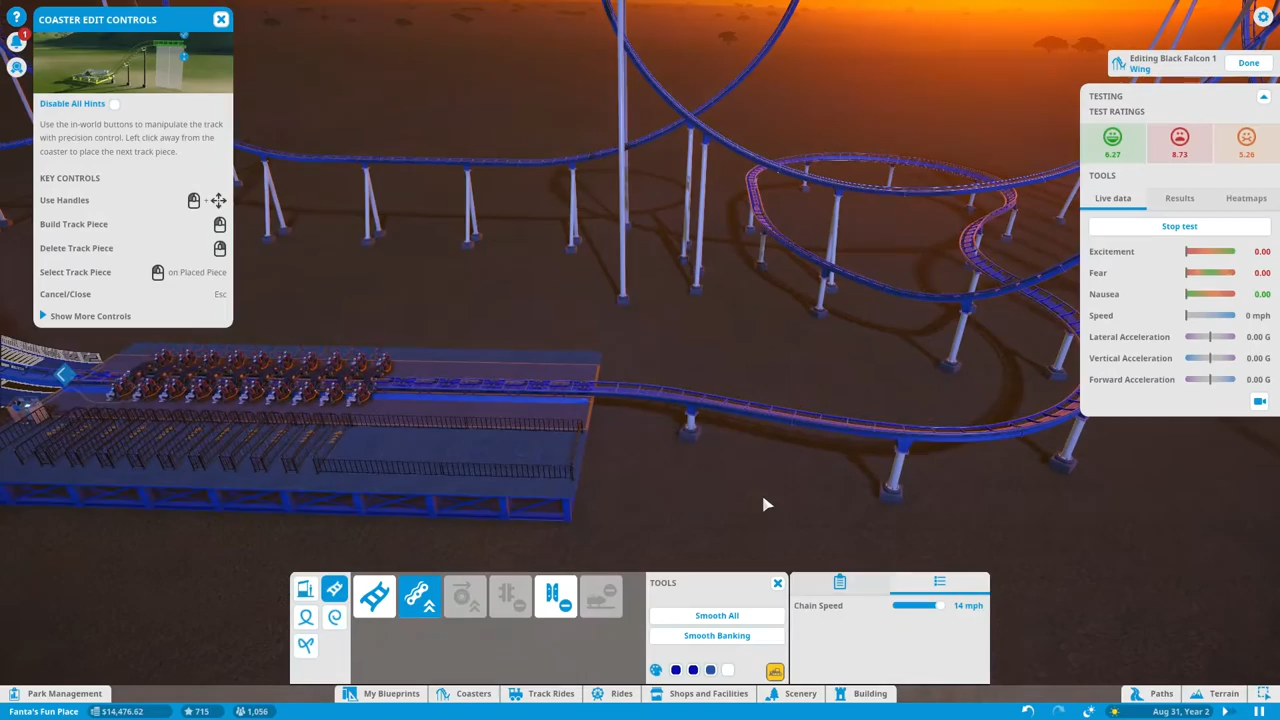 COASTER EDIT CONTROLS
1
Disable All Hints
Use the in-world buttons to manipulate the track
with precision control. Left click away from the
coaster to place the next track piece.
KEY CONTROLS
Use Handles +
Build Track Piece
Delete Track Piece
Select Track Piece on Placed Piece
Cancel/Close Esc
Show More Controls
Editing Black Falcon 1
Wing
Done
TESTING
TEST RATINGS
6.27 8.73 5.26
TOOLS
Live data Results Heatmaps
Stop test
Excitement 0.00
Fear 0.00
Nausea 0.00
Speed 0 mph
Lateral Acceleration 0.00 G
Vertical Acceleration 0.00 G
Forward Acceleration 0.00 G
TOOLS
Smooth All
Smooth Banking
Chain Speed 14 mph
Park Management My Blueprints Coasters Track Rides Rides Shops and Facilities Scenery Building Paths Terrain
Fanta's Fun Place $14,476.62 715 1,056 Aug 31, Year 2